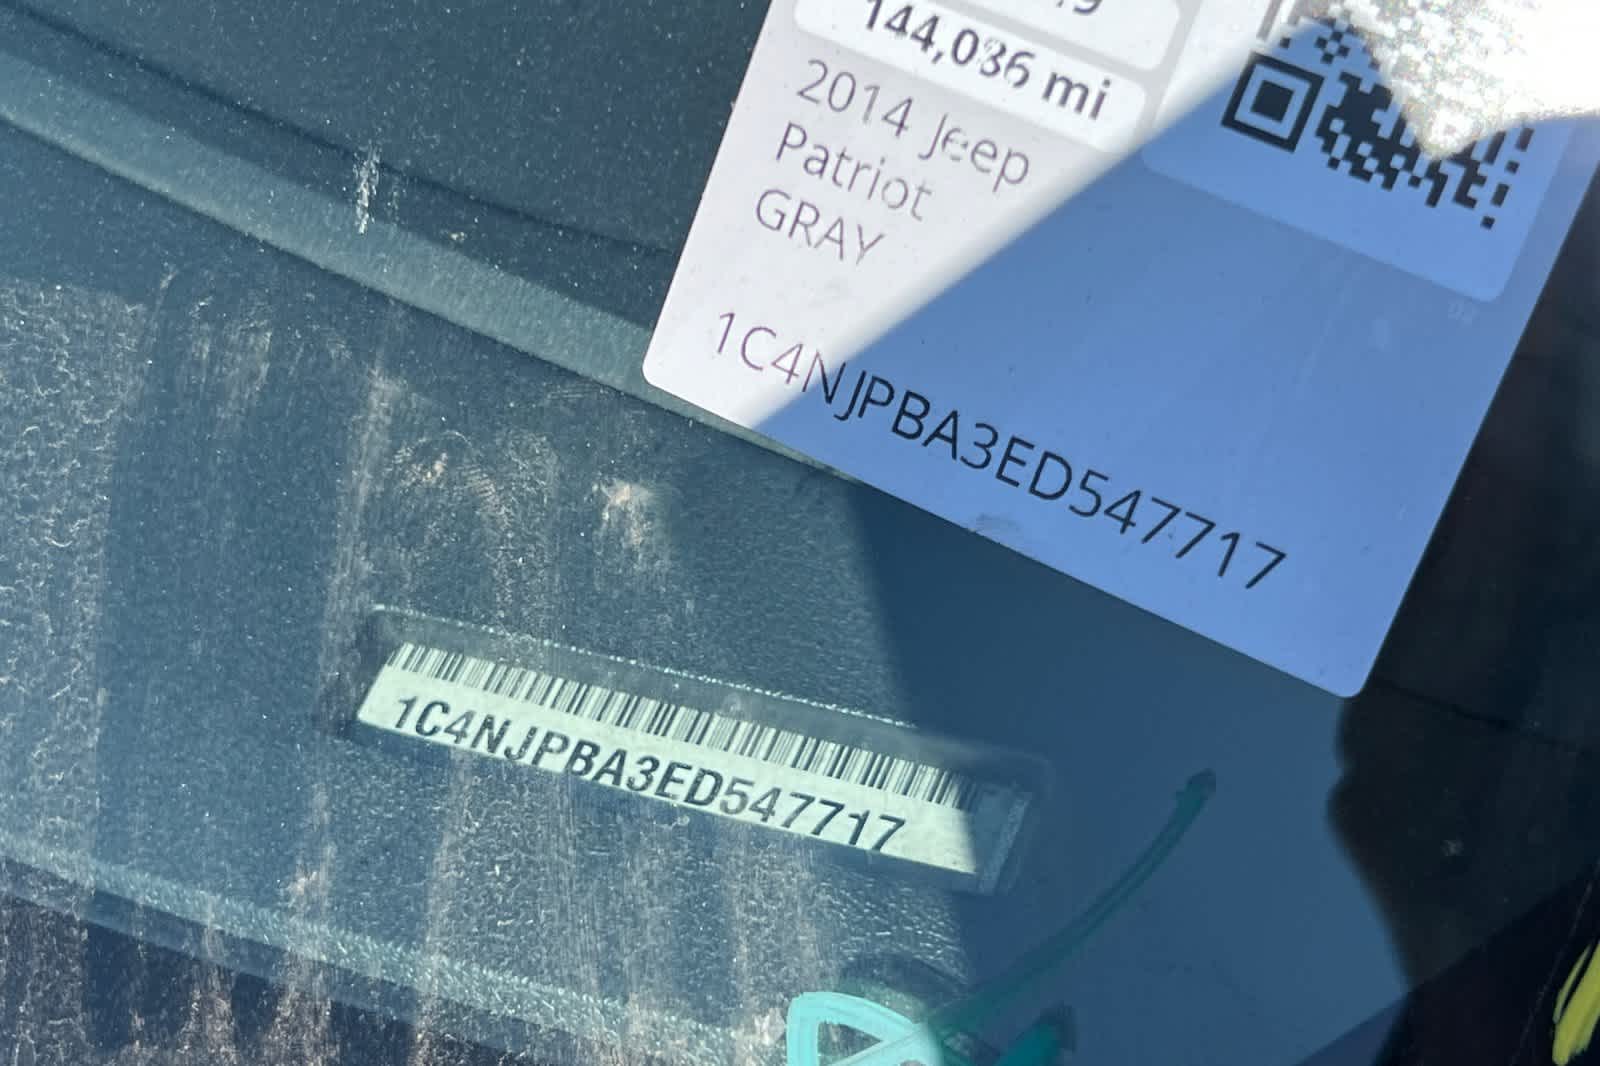 144,036 mi
2014 Jeep
Patriot
GRAY
1C4NJPBA3ED547717
1C4NJPBA3ED547717